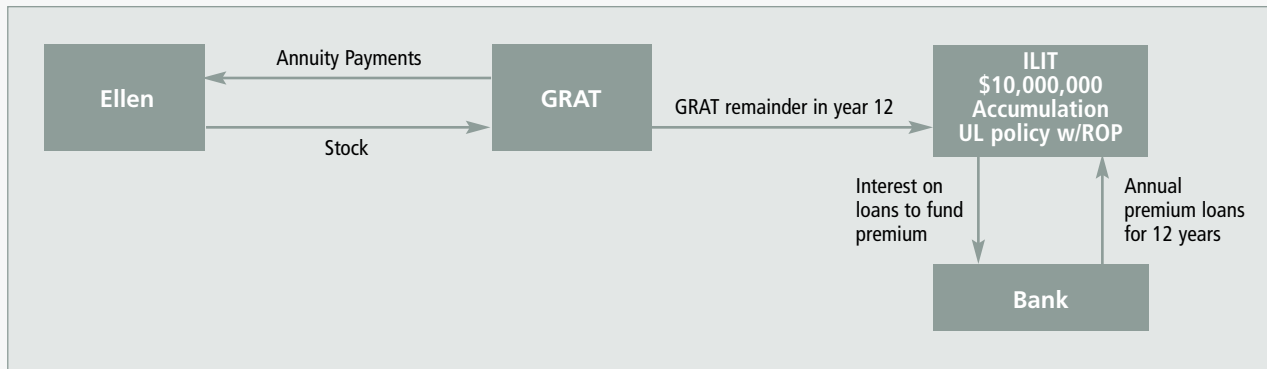 Annuity Payments
Ellen
Stock
GRAT
GRAT remainder in year 12
ILIT
$10,000,000
Accumulation
UL policy w/ROP
Interest on
loans to fund
premium
Annual
premium loans
for 12 years
Bank